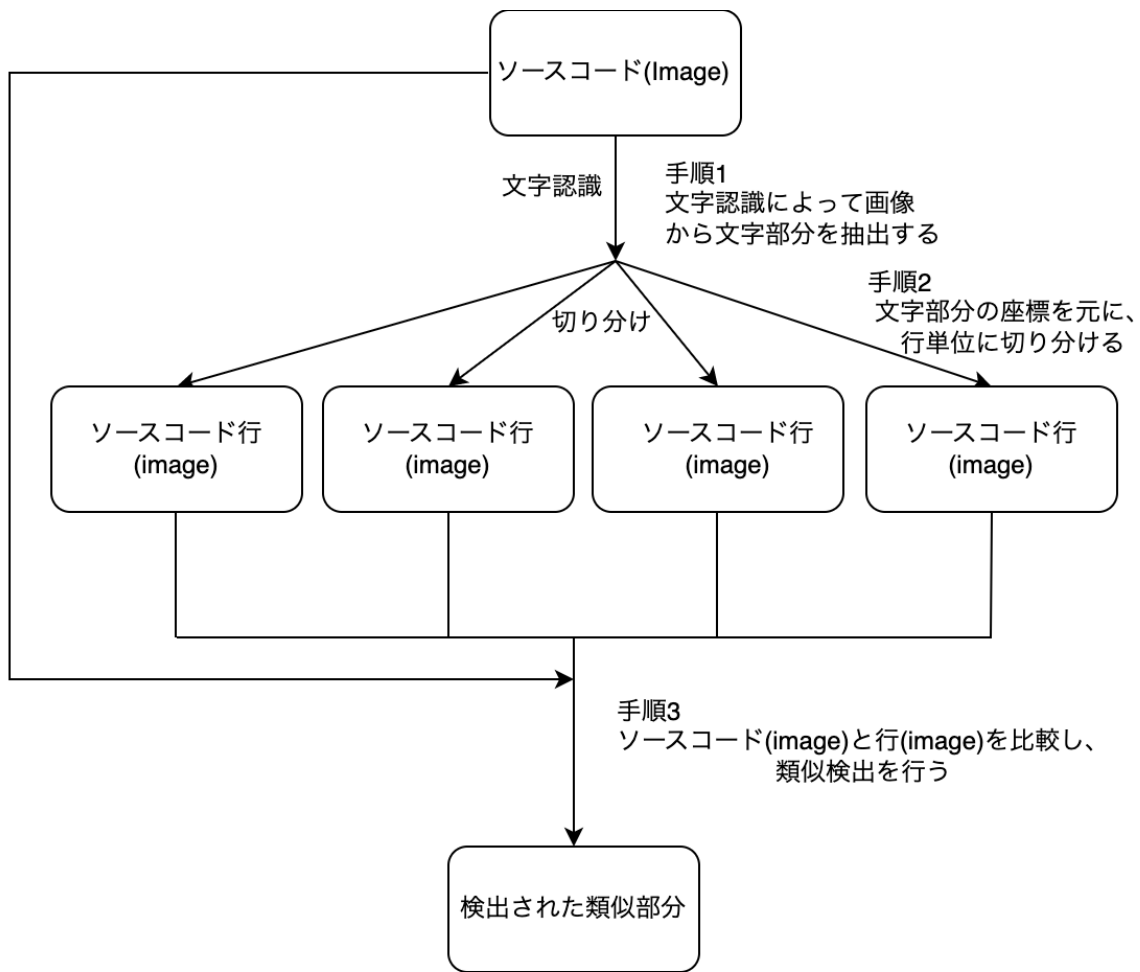 ソースコード(Image)
文字認識
手順1
文字認識によって画像
から文字部分を抽出する
手順2
文字部分の座標を元に、
行単位に切り分ける
切り分け
ソースコード行
(image)
ソースコード行
(image)
ソースコード行
(image)
ソースコード行
(image)
手順3
ソースコード(image)と行(image)を比較し、
類似検出を行う
検出された類似部分